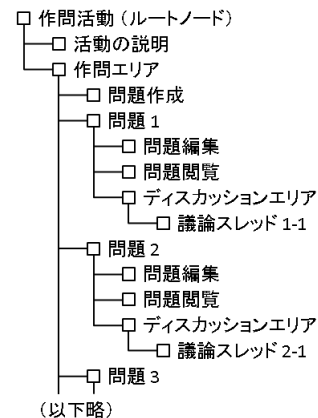 作問活動（ルートノード）
活動の説明
作問エリア
問題作成
問題 1
問題編集
問題閲覧
ディスカッションエリア
議論スレッド 1-1
問題 2
問題編集
問題閲覧
ディスカッションエリア
議論スレッド 2-1
問題 3
（以下略）